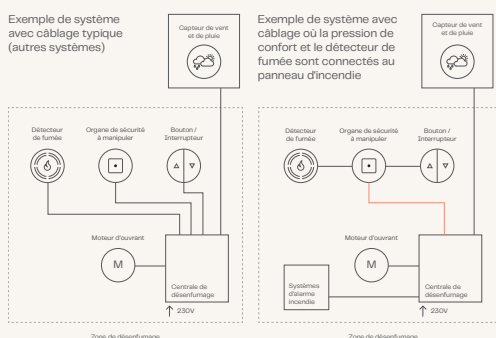 Exemple de système
avec câblage typique
(autres systèmes)
Capteur de vent
et de pluie
Détecteur
de fumée
Organe de sécurité
à manipuler
Bouton /
Interrupteur
Moteur d'ouvrant
M
Centrale de
désenfumage
230V
Zone de désenfumage
Exemple de système avec
câblage où la pression de
confort et le détecteur de
fumée sont connectés au
panneau d'incendie
Capteur de vent
et de pluie
Détecteur
de fumée
Organe de sécurité
à manipuler
Bouton /
Interrupteur
Moteur d'ouvrant
M
Systèmes
d'alarme
incendie
Centrale de
désenfumage
230V
Zone de désenfumage